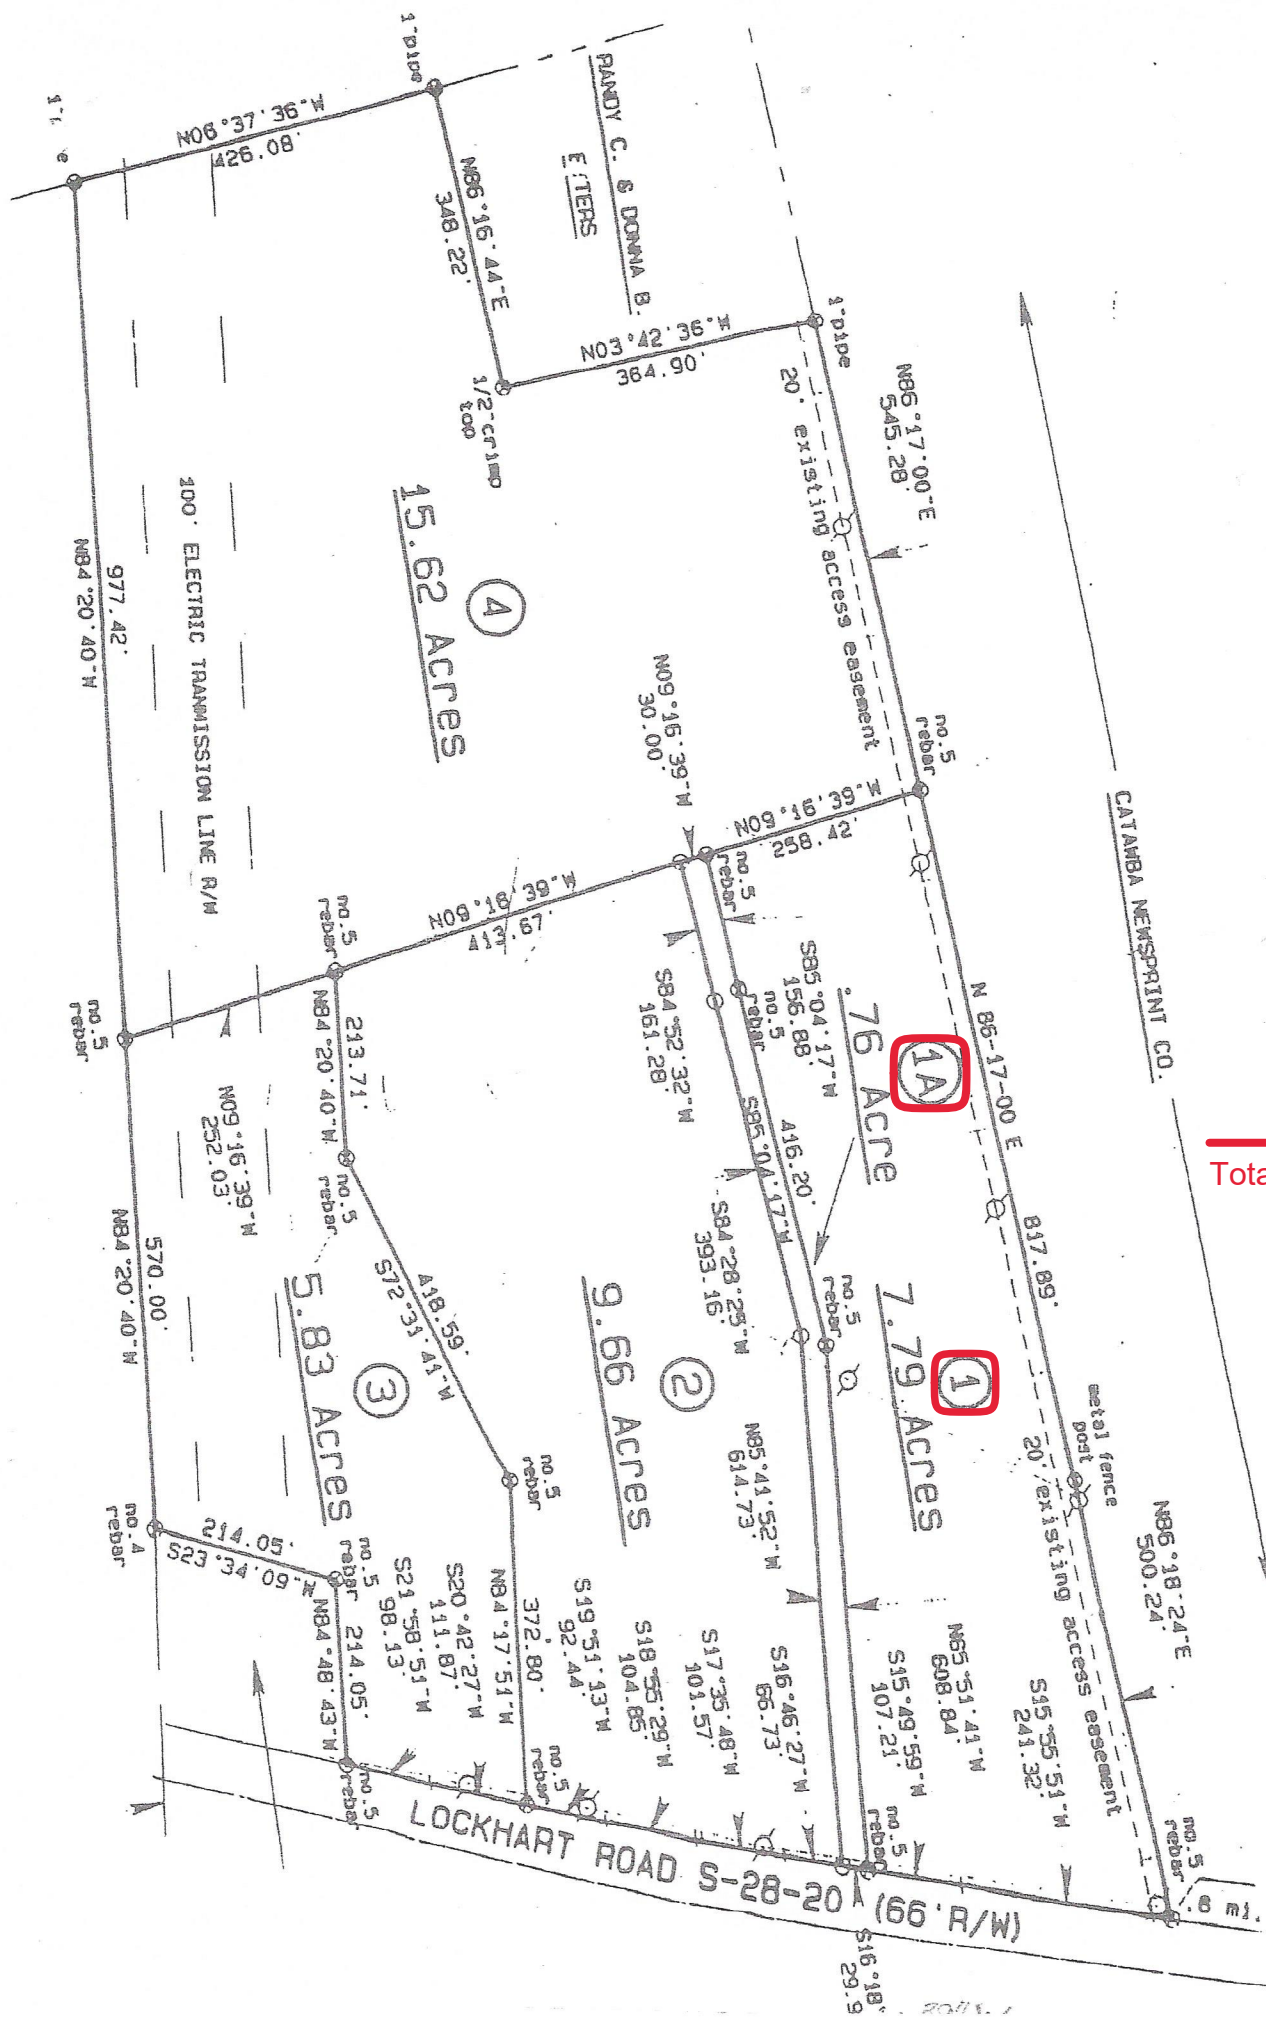 1"pipe
N06°37'36"W
426.08'
N86°16'44"E
348.22'
RANDY C. & DONNA B.
N03°42'36"W
364.90'
1/2"crimp
top
1"pipe
20' existing access easement
N86°17'00"E
545.28'
no.5
rebar
CATAWBA NEWSPRINT CO.
4
15.62 Acres
100' ELECTRIC TRANMISSION LINE R/W
977.42'
N84°20'40"W
N09°16'39"W
30.00'
N09°16'39"W
258.42'
no.5
rebar
N09°16'39"W
413.67'
no.5
rebar
no.5
rebar
N09°16'39"W
252.03'
S85°04'17"W
156.88'
no.5
rebar
S84°52'32"W
161.28'
N 86-17-00 E
817.89'
1A
.76 Acre
416.20'
S85°04'17"W
S84°28'25"W
393.16'
no.5
rebar
1
7.79 Acres
Tota
213.71'
N84°20'40"W
no.5
rebar
418.59'
S72°31'41"W
no.5
rebar
2
9.66 Acres
3
5.83 Acres
570.00'
N84°20'40"W
no.4
rebar
214.05'
S23°34'09"W
no.5
rebar
214.05'
N84°48'43"W
no.5
rebar
metal fence
post
20' existing access easement
N86°18'24"E
500.24'
N85°41'52"W
614.73'
N65°51'41"W
608.84'
S15°55'51"W
241.32'
S15°49'59"W
107.21'
S16°46'27"W
66.73'
S17°35'48"W
101.57'
S18°55'29"W
104.85'
S19°51'13"W
92.44'
372.80'
N84°17'51"W
S20°42'27"W
111.87'
S21°58'51"W
98.13'
no.5
rebar
no.5
rebar
no.5
rebar
.6 mi.
LOCKHART ROAD S-28-20 (66'R/W)
S16°18'
29.9